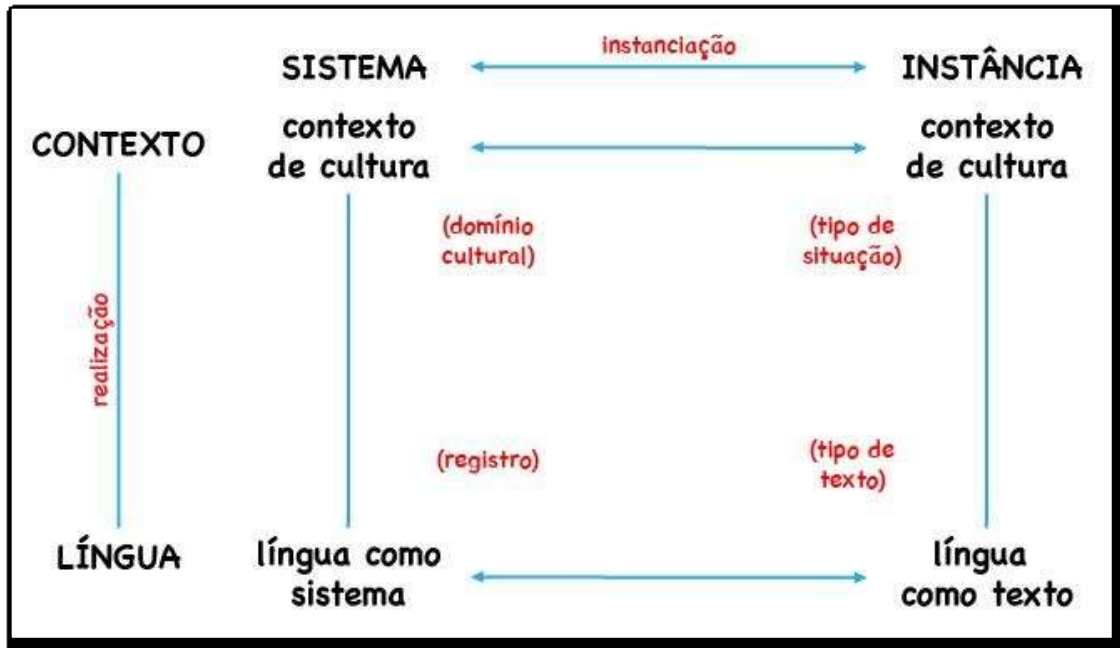 instanciação
SISTEMA
INSTÂNCIA
CONTEXTO
contexto
de cultura
contexto
de cultura
(domínio
cultural)
(tipo de
situação)
realização
(registro)
(tipo de
texto)
LÍNGUA
língua como
sistema
língua
como texto